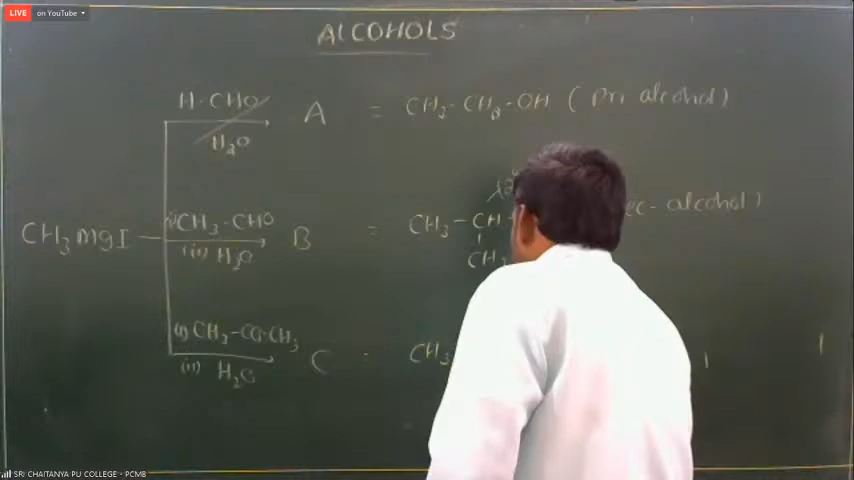 LIVE on YouTube
ALCOHOLS
H-CHO
H₂O
A = CH₃-CH₂-OH (pri alcohol)
CH₃MgI
(i) CH₃-CHO
(ii) H₂O
B = CH₃-CH
CH₃
ec-alcohol)
(i) CH₃-CO-CH₃
(ii) H₂O
C CH₃
SRI CHAITANYA PU COLLEGE - PCMB